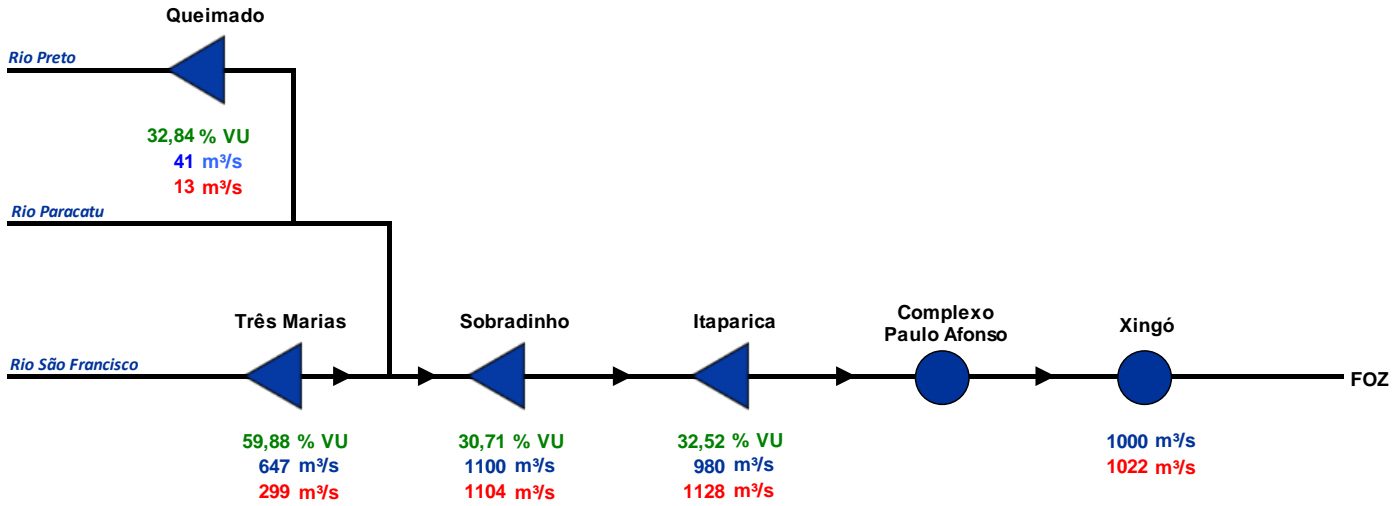 Queimado
Rio Preto
32,84 % VU
41 m³/s
13 m³/s
Rio Paracatu
Três Marias
Sobradinho
Itaparica
Complexo
Paulo Afonso
Xingó
Rio São Francisco
FOZ
59,88 % VU
647 m³/s
299 m³/s
30,71 % VU
1100 m³/s
1104 m³/s
32,52 % VU
980 m³/s
1128 m³/s
1000 m³/s
1022 m³/s